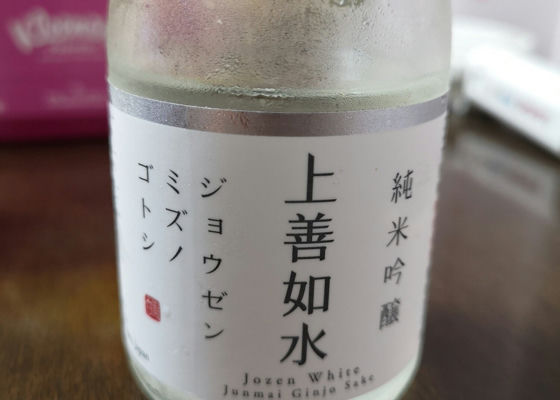 純米吟醸
上善如水
ジョウゼン
ミズノ
ゴトシ
Jozen White
Junmai Ginjo Sake